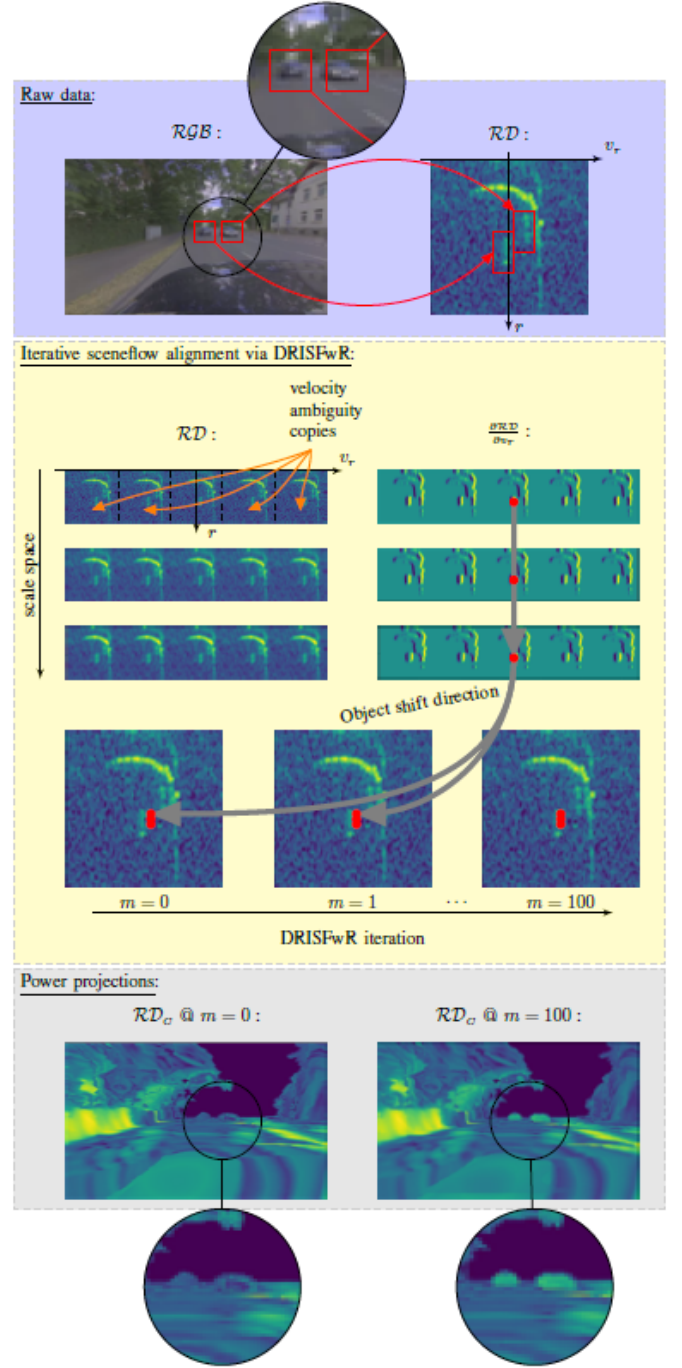 Raw data:
RGB :
RD :
v_r
r
Iterative sceneflow alignment via DRISFwR:
velocity
ambiguity
copies
RD :
∂RD/∂v_r :
v_r
r
scale space
Object shift direction
m = 0
m = 1
···
m = 100
DRISFwR iteration
Power projections:
RD_cl @ m = 0 :
RD_cl @ m = 100 :